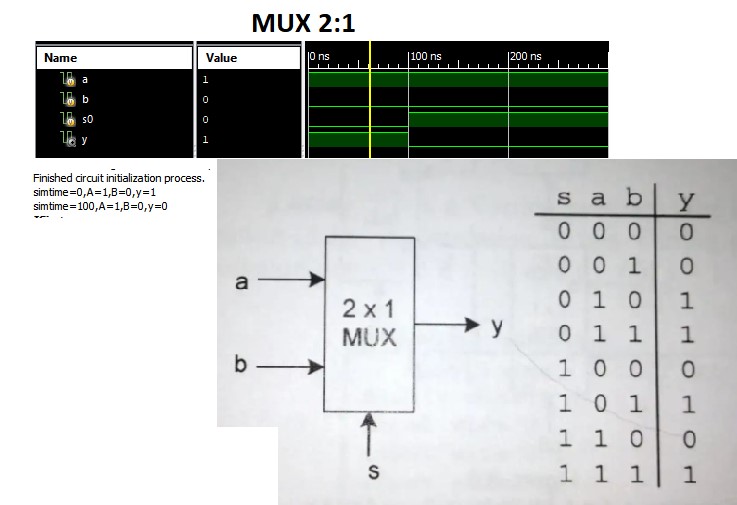 MUX 2:1
Name Value 0 ns 100 ns 200 ns
a 1
b 0
s0 0
y 1
Finished circuit initialization process.
simtime=0,A=1,B=0,y=1
simtime=100,A=1,B=0,y=0
a
b
2 x 1
MUX
y
s
s a b y
0 0 0 0
0 0 1 0
0 1 0 1
0 1 1 1
1 0 0 0
1 0 1 1
1 1 0 0
1 1 1 1